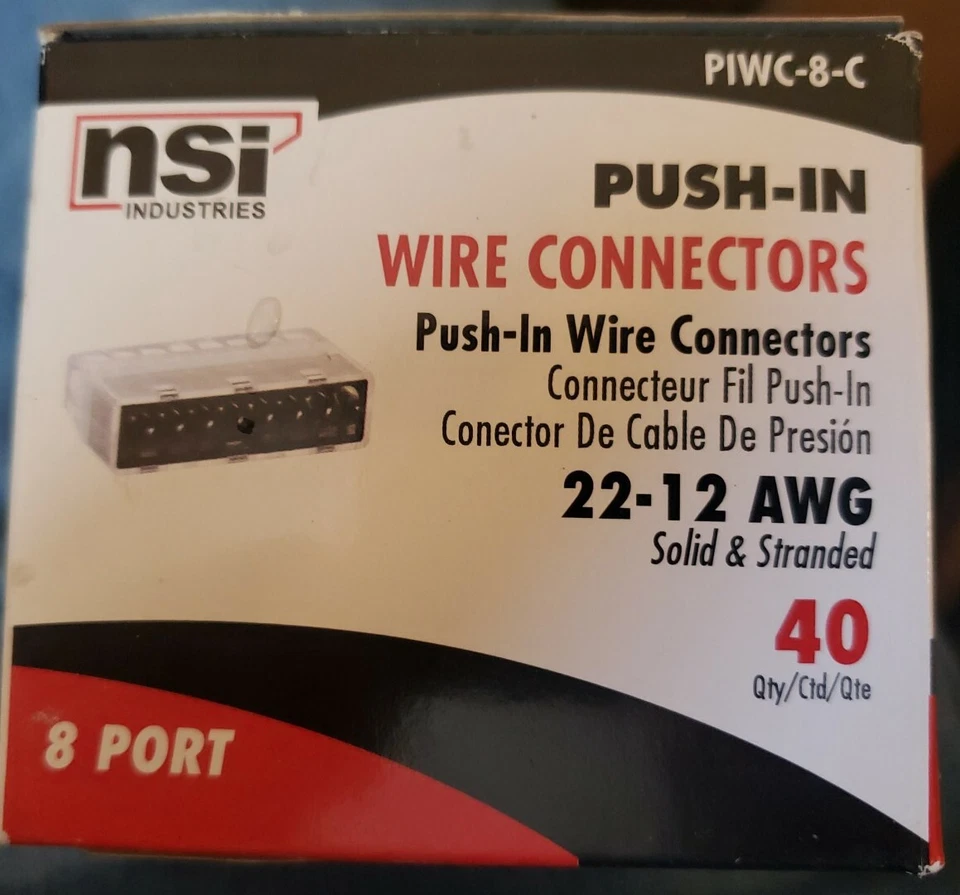 PIWC-8-C
nsi
INDUSTRIES
PUSH-IN
WIRE CONNECTORS
Push-In Wire Connectors
Connecteur Fil Push-In
Conector De Cable De Presión
22-12 AWG
Solid & Stranded
40
Qty/Ctd/Qte
8 PORT